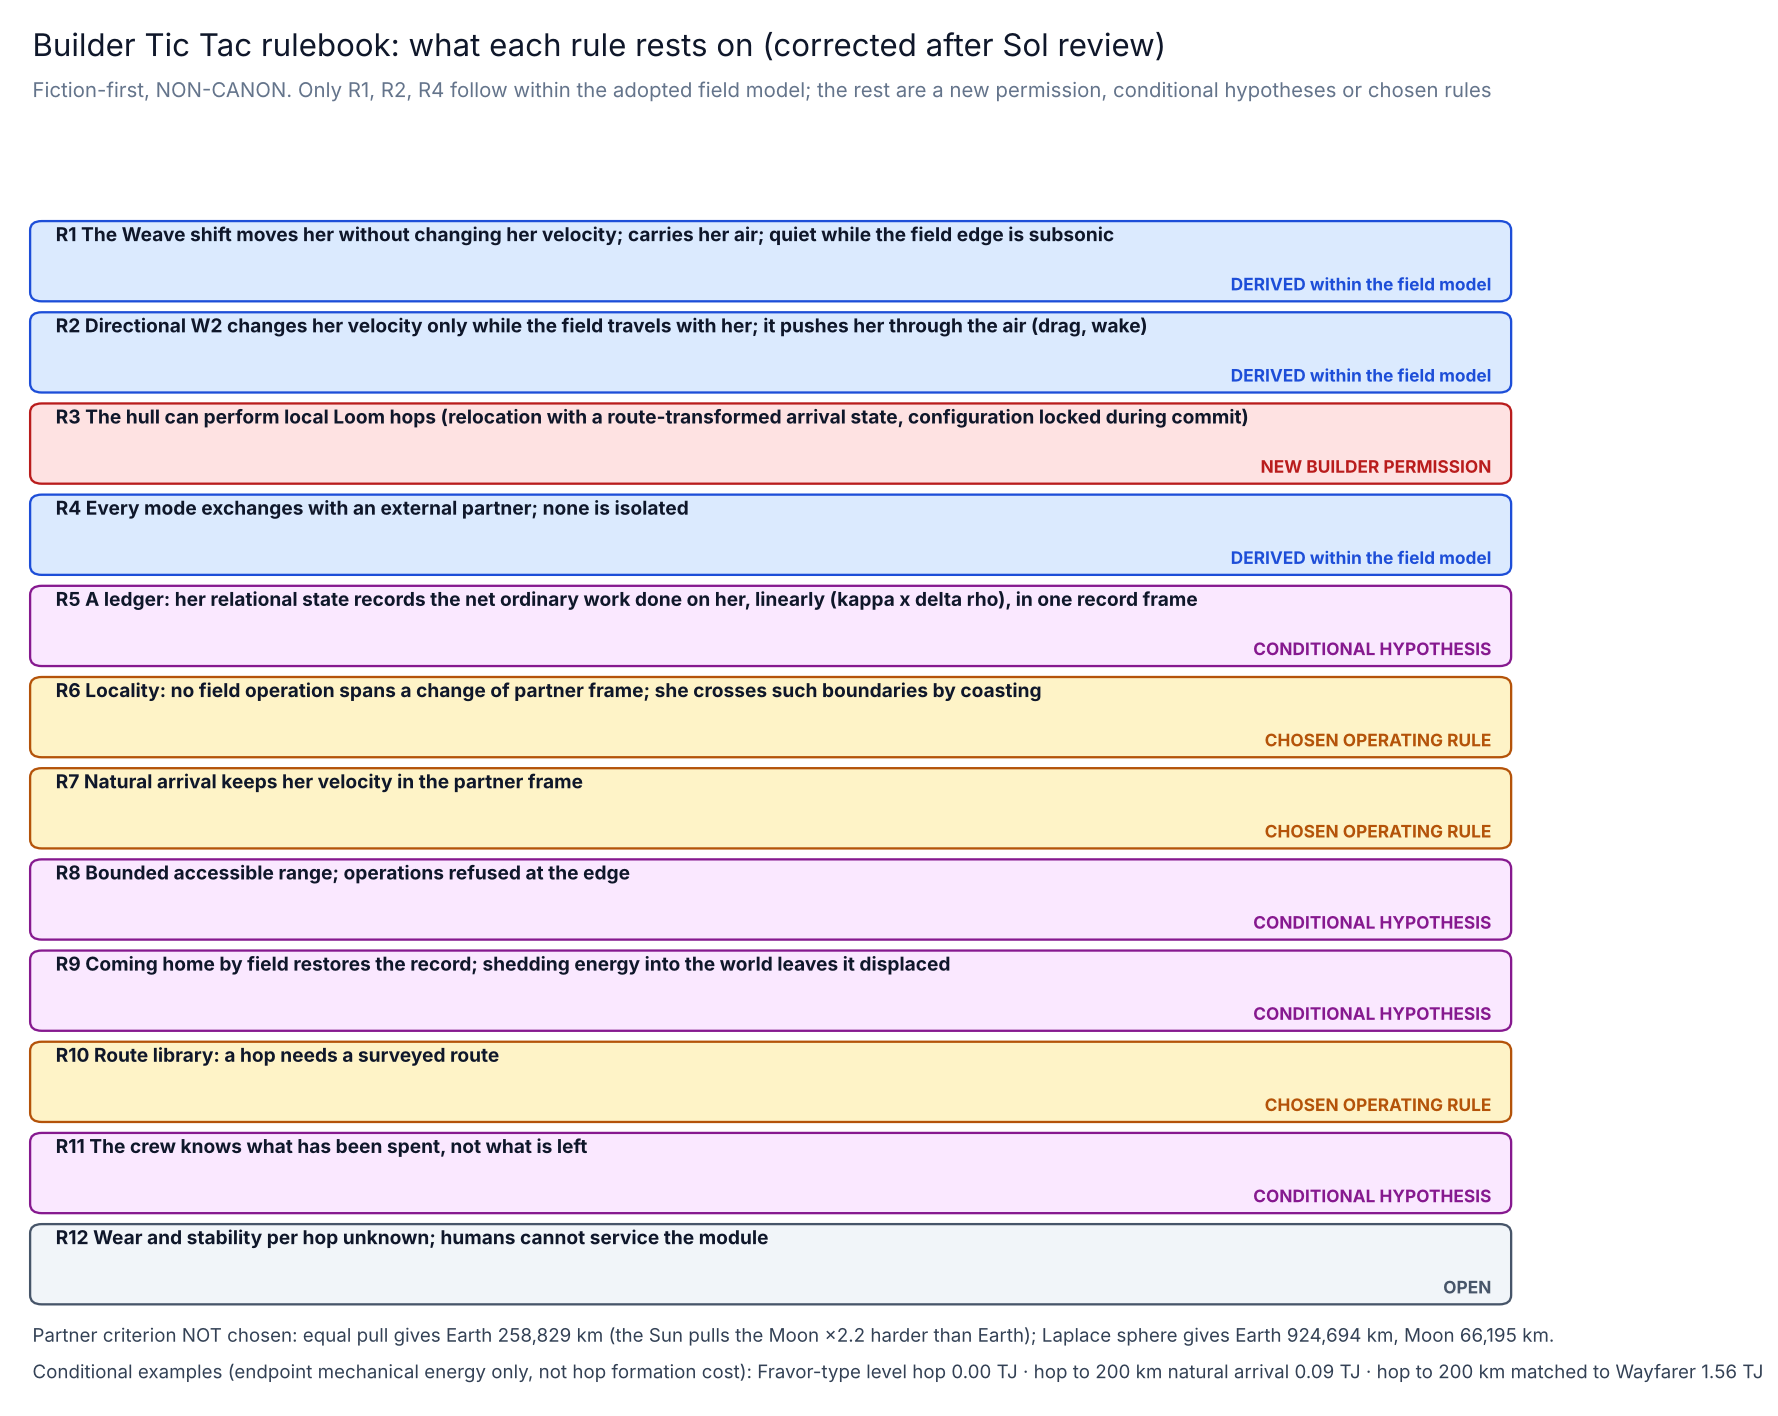 Builder Tic Tac rulebook: what each rule rests on (corrected after Sol review)
Fiction-first, NON-CANON. Only R1, R2, R4 follow within the adopted field model; the rest are a new permission, conditional hypotheses or chosen rules
R1 The Weave shift moves her without changing her velocity; carries her air; quiet while the field edge is subsonic
DERIVED within the field model
R2 Directional W2 changes her velocity only while the field travels with her; it pushes her through the air (drag, wake)
DERIVED within the field model
R3 The hull can perform local Loom hops (relocation with a route-transformed arrival state, configuration locked during commit)
NEW BUILDER PERMISSION
R4 Every mode exchanges with an external partner; none is isolated
DERIVED within the field model
R5 A ledger: her relational state records the net ordinary work done on her, linearly (kappa x delta rho), in one record frame
CONDITIONAL HYPOTHESIS
R6 Locality: no field operation spans a change of partner frame; she crosses such boundaries by coasting
CHOSEN OPERATING RULE
R7 Natural arrival keeps her velocity in the partner frame
CHOSEN OPERATING RULE
R8 Bounded accessible range; operations refused at the edge
CONDITIONAL HYPOTHESIS
R9 Coming home by field restores the record; shedding energy into the world leaves it displaced
CONDITIONAL HYPOTHESIS
R10 Route library: a hop needs a surveyed route
CHOSEN OPERATING RULE
R11 The crew knows what has been spent, not what is left
CONDITIONAL HYPOTHESIS
R12 Wear and stability per hop unknown; humans cannot service the module
OPEN
Partner criterion NOT chosen: equal pull gives Earth 258,829 km (the Sun pulls the Moon ×2.2 harder than Earth); Laplace sphere gives Earth 924,694 km, Moon 66,195 km.
Conditional examples (endpoint mechanical energy only, not hop formation cost): Fravor-type level hop 0.00 TJ · hop to 200 km natural arrival 0.09 TJ · hop to 200 km matched to Wayfarer 1.56 TJ